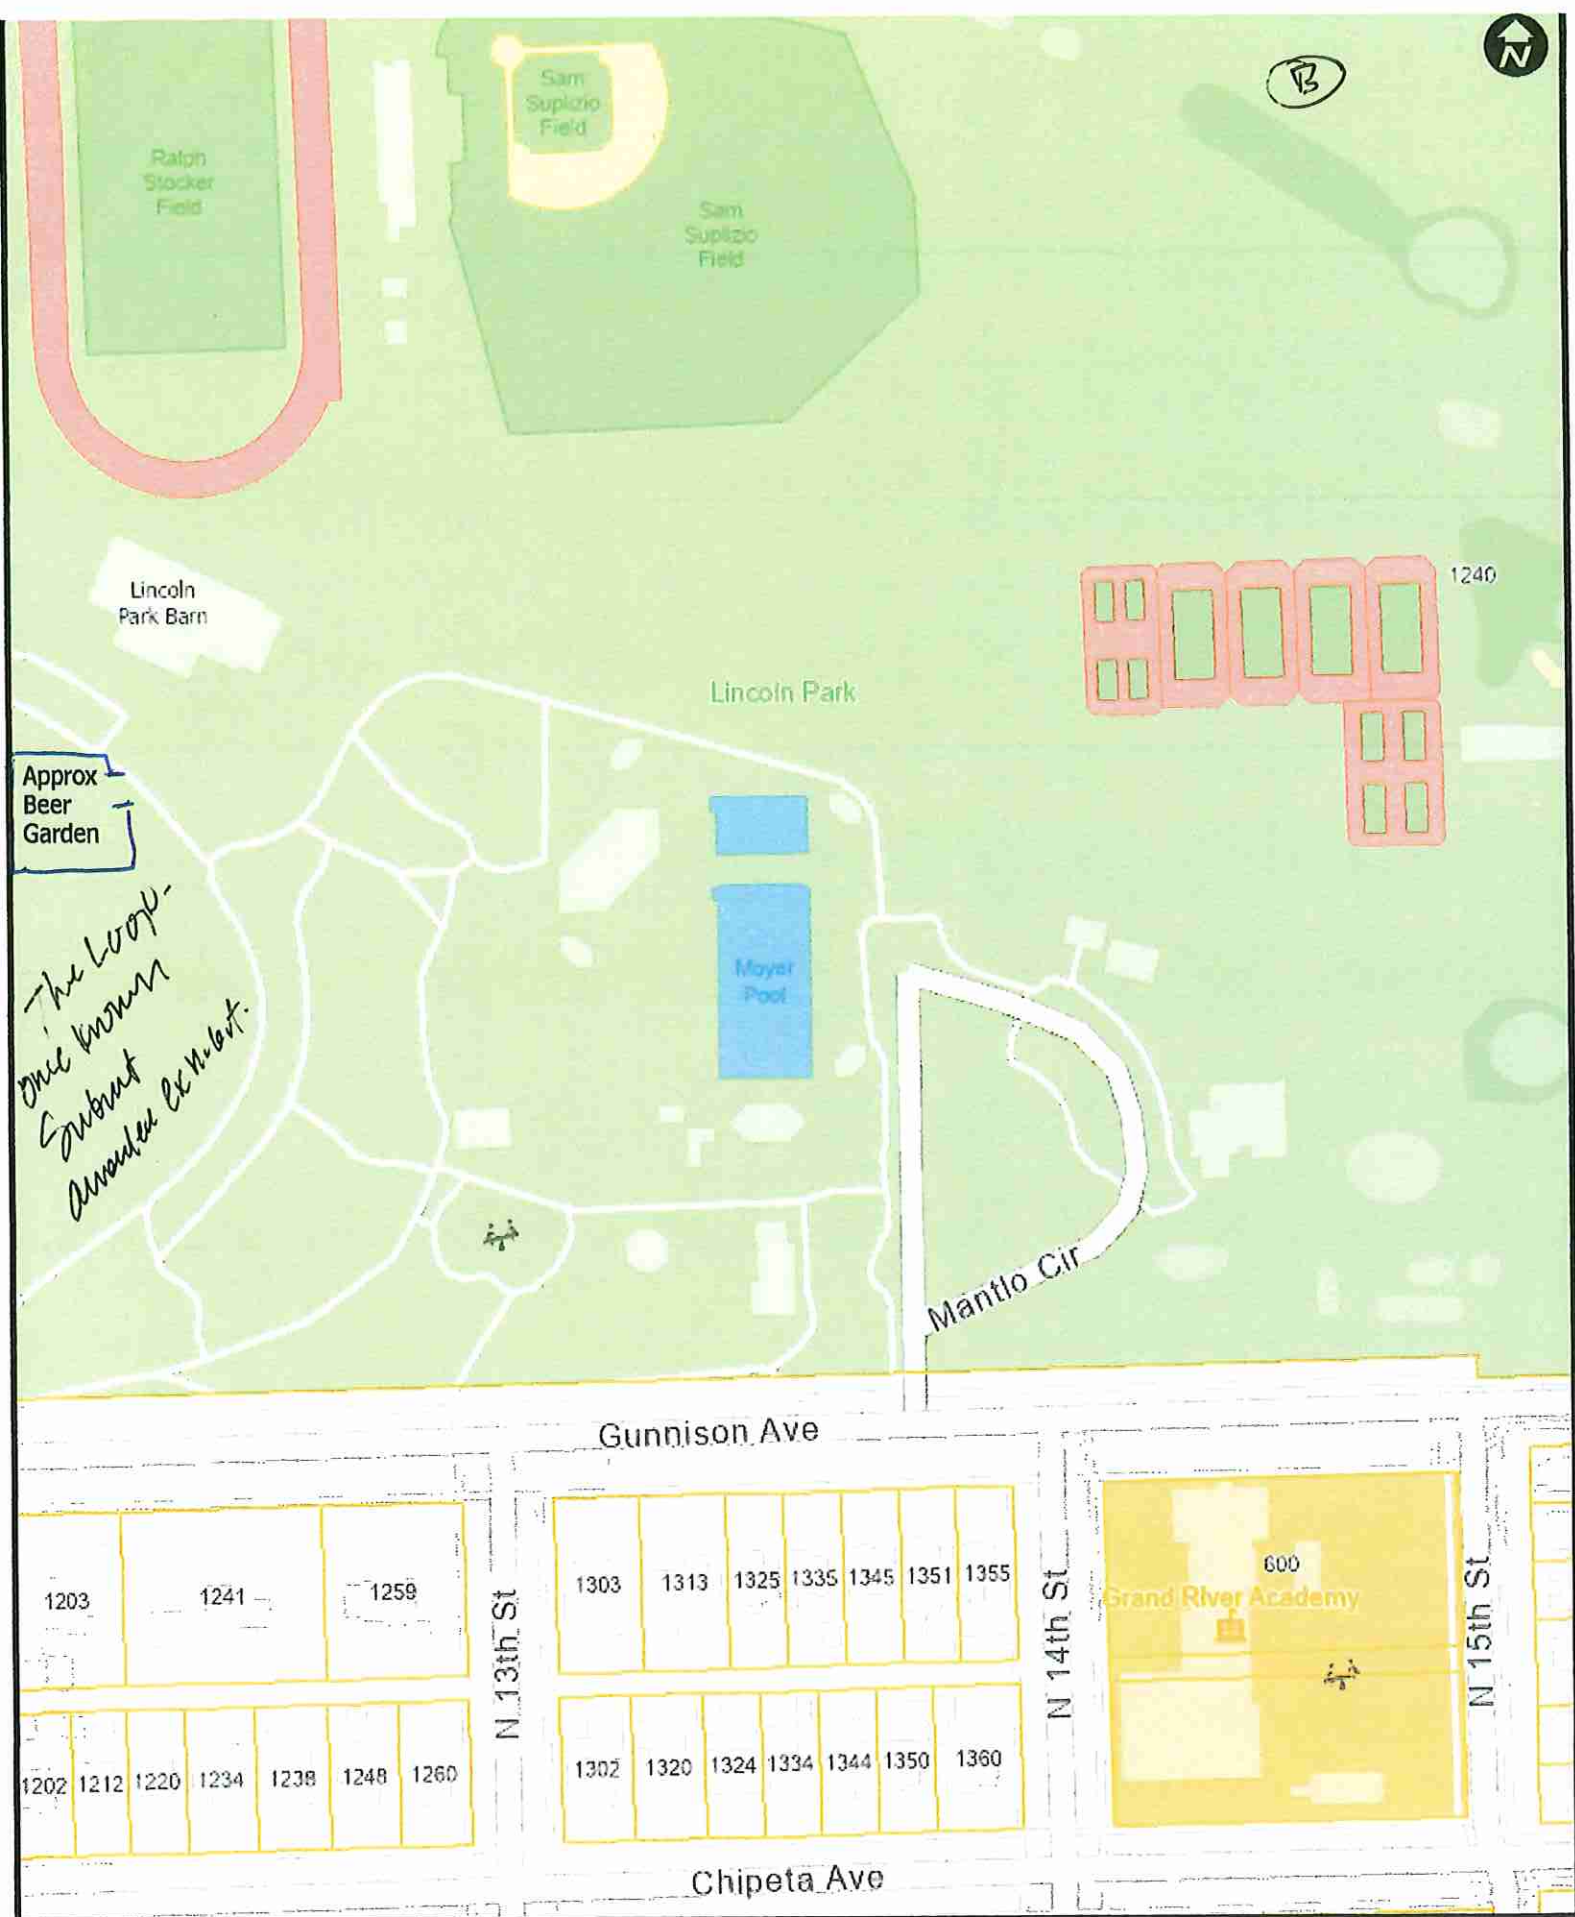 N
B
Sam
Suplizio
Field
Ralph
Stocker
Field
Sam
Suplizio
Field
1240
Lincoln
Park Barn
Lincoln Park
Approx
Beer
Garden
The Loop-
once known
Submit
amended exhibit.
Moyer
Pool
Mantlo Cir
Gunnison Ave
1203
1241
1259
N 13th St
1303
1313
1325
1335
1345
1351
1355
N 14th St
600
Grand River Academy
N 15th St
1202
1212
1220
1234
1238
1248
1260
1302
1320
1324
1334
1344
1350
1360
Chipeta Ave